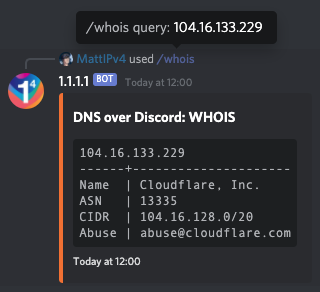 /whois query: 104.16.133.229
MattIPv4 used /whois
1.1.1.1 BOT Today at 12:00
DNS over Discord: WHOIS
104.16.133.229
------+----------------------
Name | Cloudflare, Inc.
ASN | 13335
CIDR | 104.16.128.0/20
Abuse | abuse@cloudflare.com
Today at 12:00